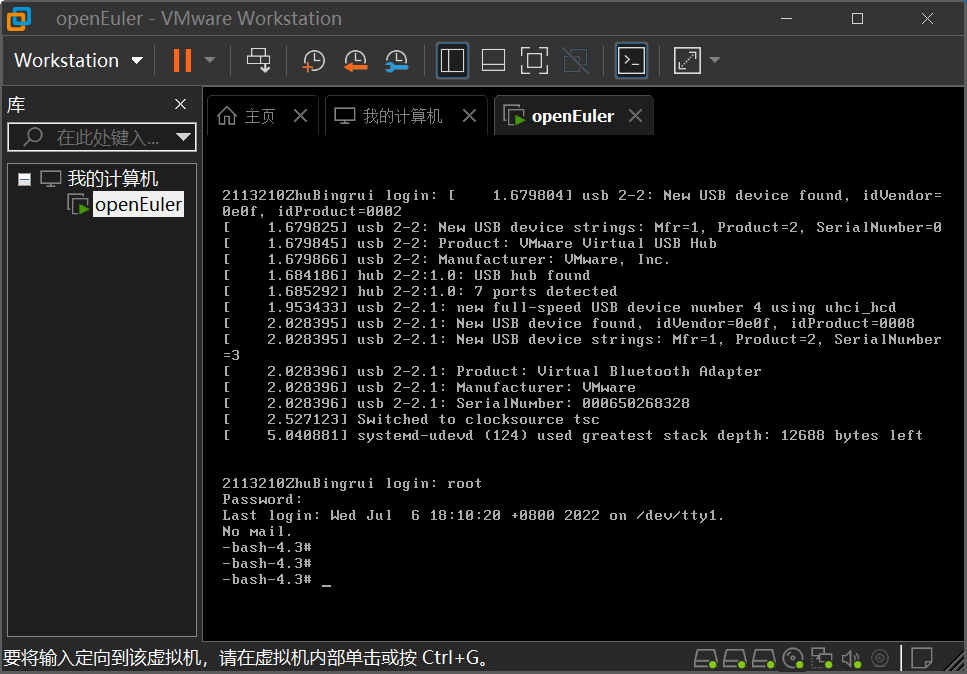 openEuler - VMware Workstation
Workstation
库
主页
我的计算机
openEuler
在此处键入...
我的计算机
openEuler
2113210ZhuBingrui login: [    1.679804] usb 2-2: New USB device found, idVendor=
0e0f, idProduct=0002
[    1.679825] usb 2-2: New USB device strings: Mfr=1, Product=2, SerialNumber=0
[    1.679845] usb 2-2: Product: VMware Virtual USB Hub
[    1.679866] usb 2-2: Manufacturer: VMware, Inc.
[    1.684186] hub 2-2:1.0: USB hub found
[    1.685292] hub 2-2:1.0: 7 ports detected
[    1.953433] usb 2-2.1: new full-speed USB device number 4 using uhci_hcd
[    2.028395] usb 2-2.1: New USB device found, idVendor=0e0f, idProduct=0008
[    2.028395] usb 2-2.1: New USB device strings: Mfr=1, Product=2, SerialNumber
=3
[    2.028396] usb 2-2.1: Product: Virtual Bluetooth Adapter
[    2.028396] usb 2-2.1: Manufacturer: VMware
[    2.028396] usb 2-2.1: SerialNumber: 000650268328
[    2.527123] Switched to clocksource tsc
[    5.040881] systemd-udevd (124) used greatest stack depth: 12688 bytes left
2113210ZhuBingrui login: root
Password:
Last login: Wed Jul  6 18:10:20 +0800 2022 on /dev/tty1.
No mail.
-bash-4.3#
-bash-4.3#
-bash-4.3# _
要将输入定向到该虚拟机，请在虚拟机内部单击或按 Ctrl+G。